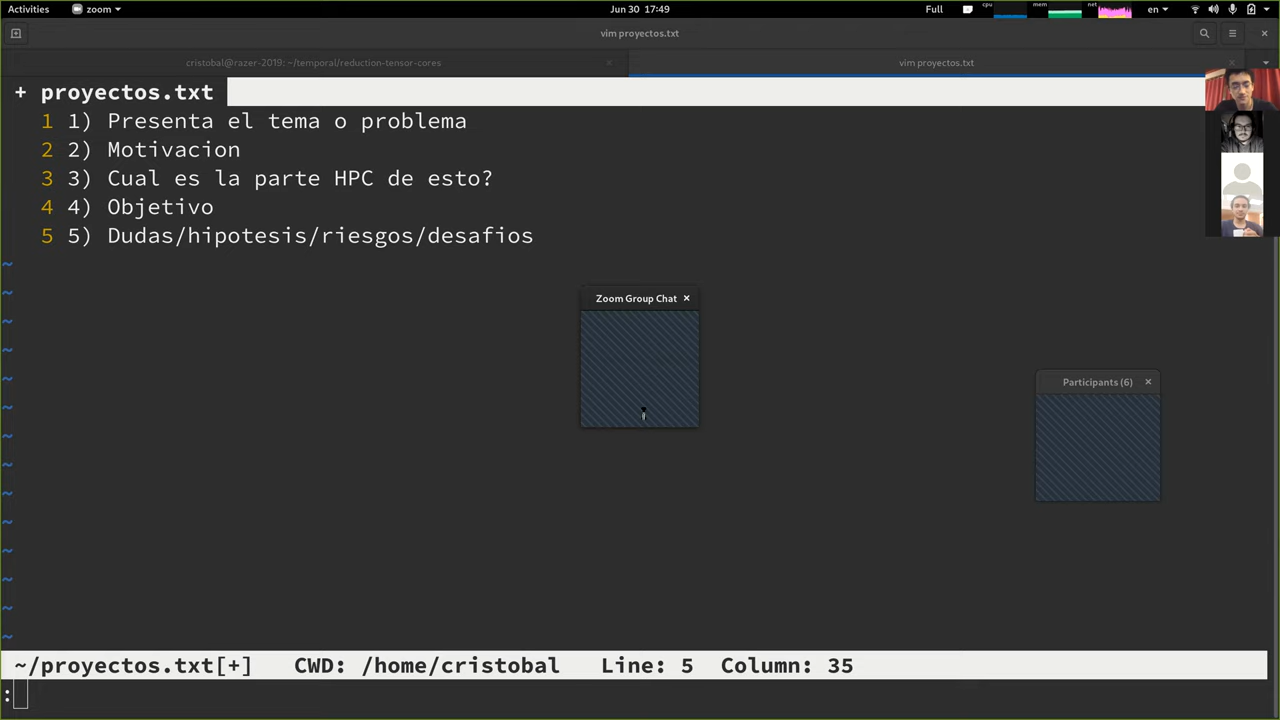 Activities zoom Jun 30 17:49 Full cpu mem net en
vim proyectos.txt
cristobal@razer-2019: ~/temporal/reduction-tensor-cores × vim proyectos.txt ×
+ proyectos.txt
1 1) Presenta el tema o problema
2 2) Motivacion
3 3) Cual es la parte HPC de esto?
4 4) Objetivo
5 5) Dudas/hipotesis/riesgos/desafios
~
~
~
~
~
~
~
~
~
~
~
~
~
~
Zoom Group Chat ×
Participants (6) ×
~/proyectos.txt[+] CWD: /home/cristobal Line: 5 Column: 35
: